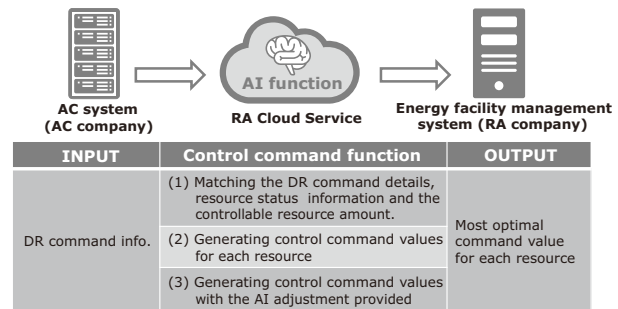 AI function
AC system
(AC company)
RA Cloud Service
Energy facility management
system (RA company)
INPUT
Control command function
OUTPUT
DR command info.
(1) Matching the DR command details,
resource status information and the
controllable resource amount.
(2) Generating control command values
for each resource
(3) Generating control command values
with the AI adjustment provided
Most optimal
command value
for each resource